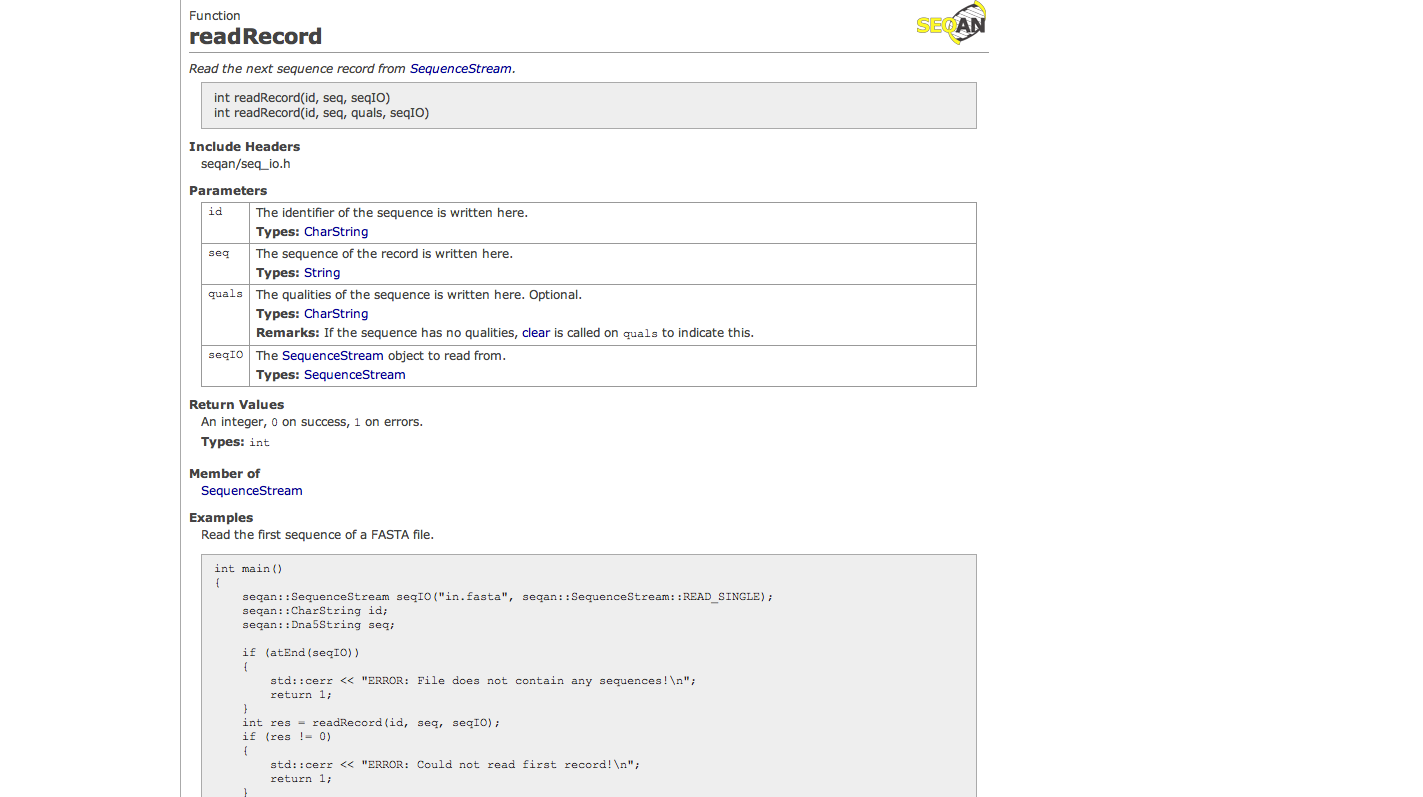 Function
readRecord
SEQAN
Read the next sequence record from SequenceStream.
int readRecord(id, seq, seqIO)
int readRecord(id, seq, quals, seqIO)
Include Headers
seqan/seq_io.h
Parameters
id The identifier of the sequence is written here.
Types: CharString
seq The sequence of the record is written here.
Types: String
quals The qualities of the sequence is written here. Optional.
Types: CharString
Remarks: If the sequence has no qualities, clear is called on quals to indicate this.
seqIO The SequenceStream object to read from.
Types: SequenceStream
Return Values
An integer, 0 on success, 1 on errors.
Types: int
Member of
SequenceStream
Examples
Read the first sequence of a FASTA file.
int main()
{
    seqan::SequenceStream seqIO("in.fasta", seqan::SequenceStream::READ_SINGLE);
    seqan::CharString id;
    seqan::Dna5String seq;
    if (atEnd(seqIO))
    {
        std::cerr << "ERROR: File does not contain any sequences!\n";
        return 1;
    }
    int res = readRecord(id, seq, seqIO);
    if (res != 0)
    {
        std::cerr << "ERROR: Could not read first record!\n";
        return 1;
    }